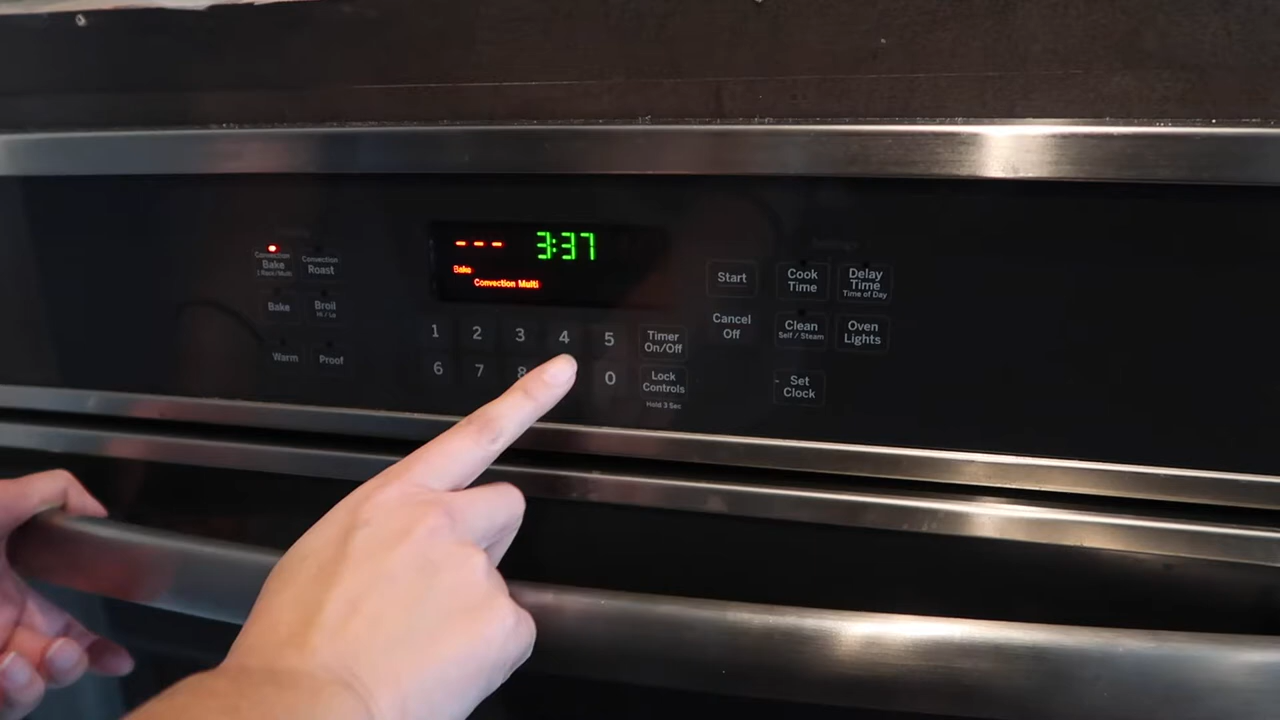 Convection
Bake
1 Rack/Multi
Convection
Roast
Bake
Broil
Hi / Lo
Warm
Proof
--- 3:37
Bake
Convection Multi
1 2 3 4 5
6 7 8 0
Timer
On/Off
Lock
Controls
Hold 3 Sec
Start
Cancel
Off
Cook
Time
Delay
Time
Time of Day
Clean
Self / Steam
Oven
Lights
Set
Clock